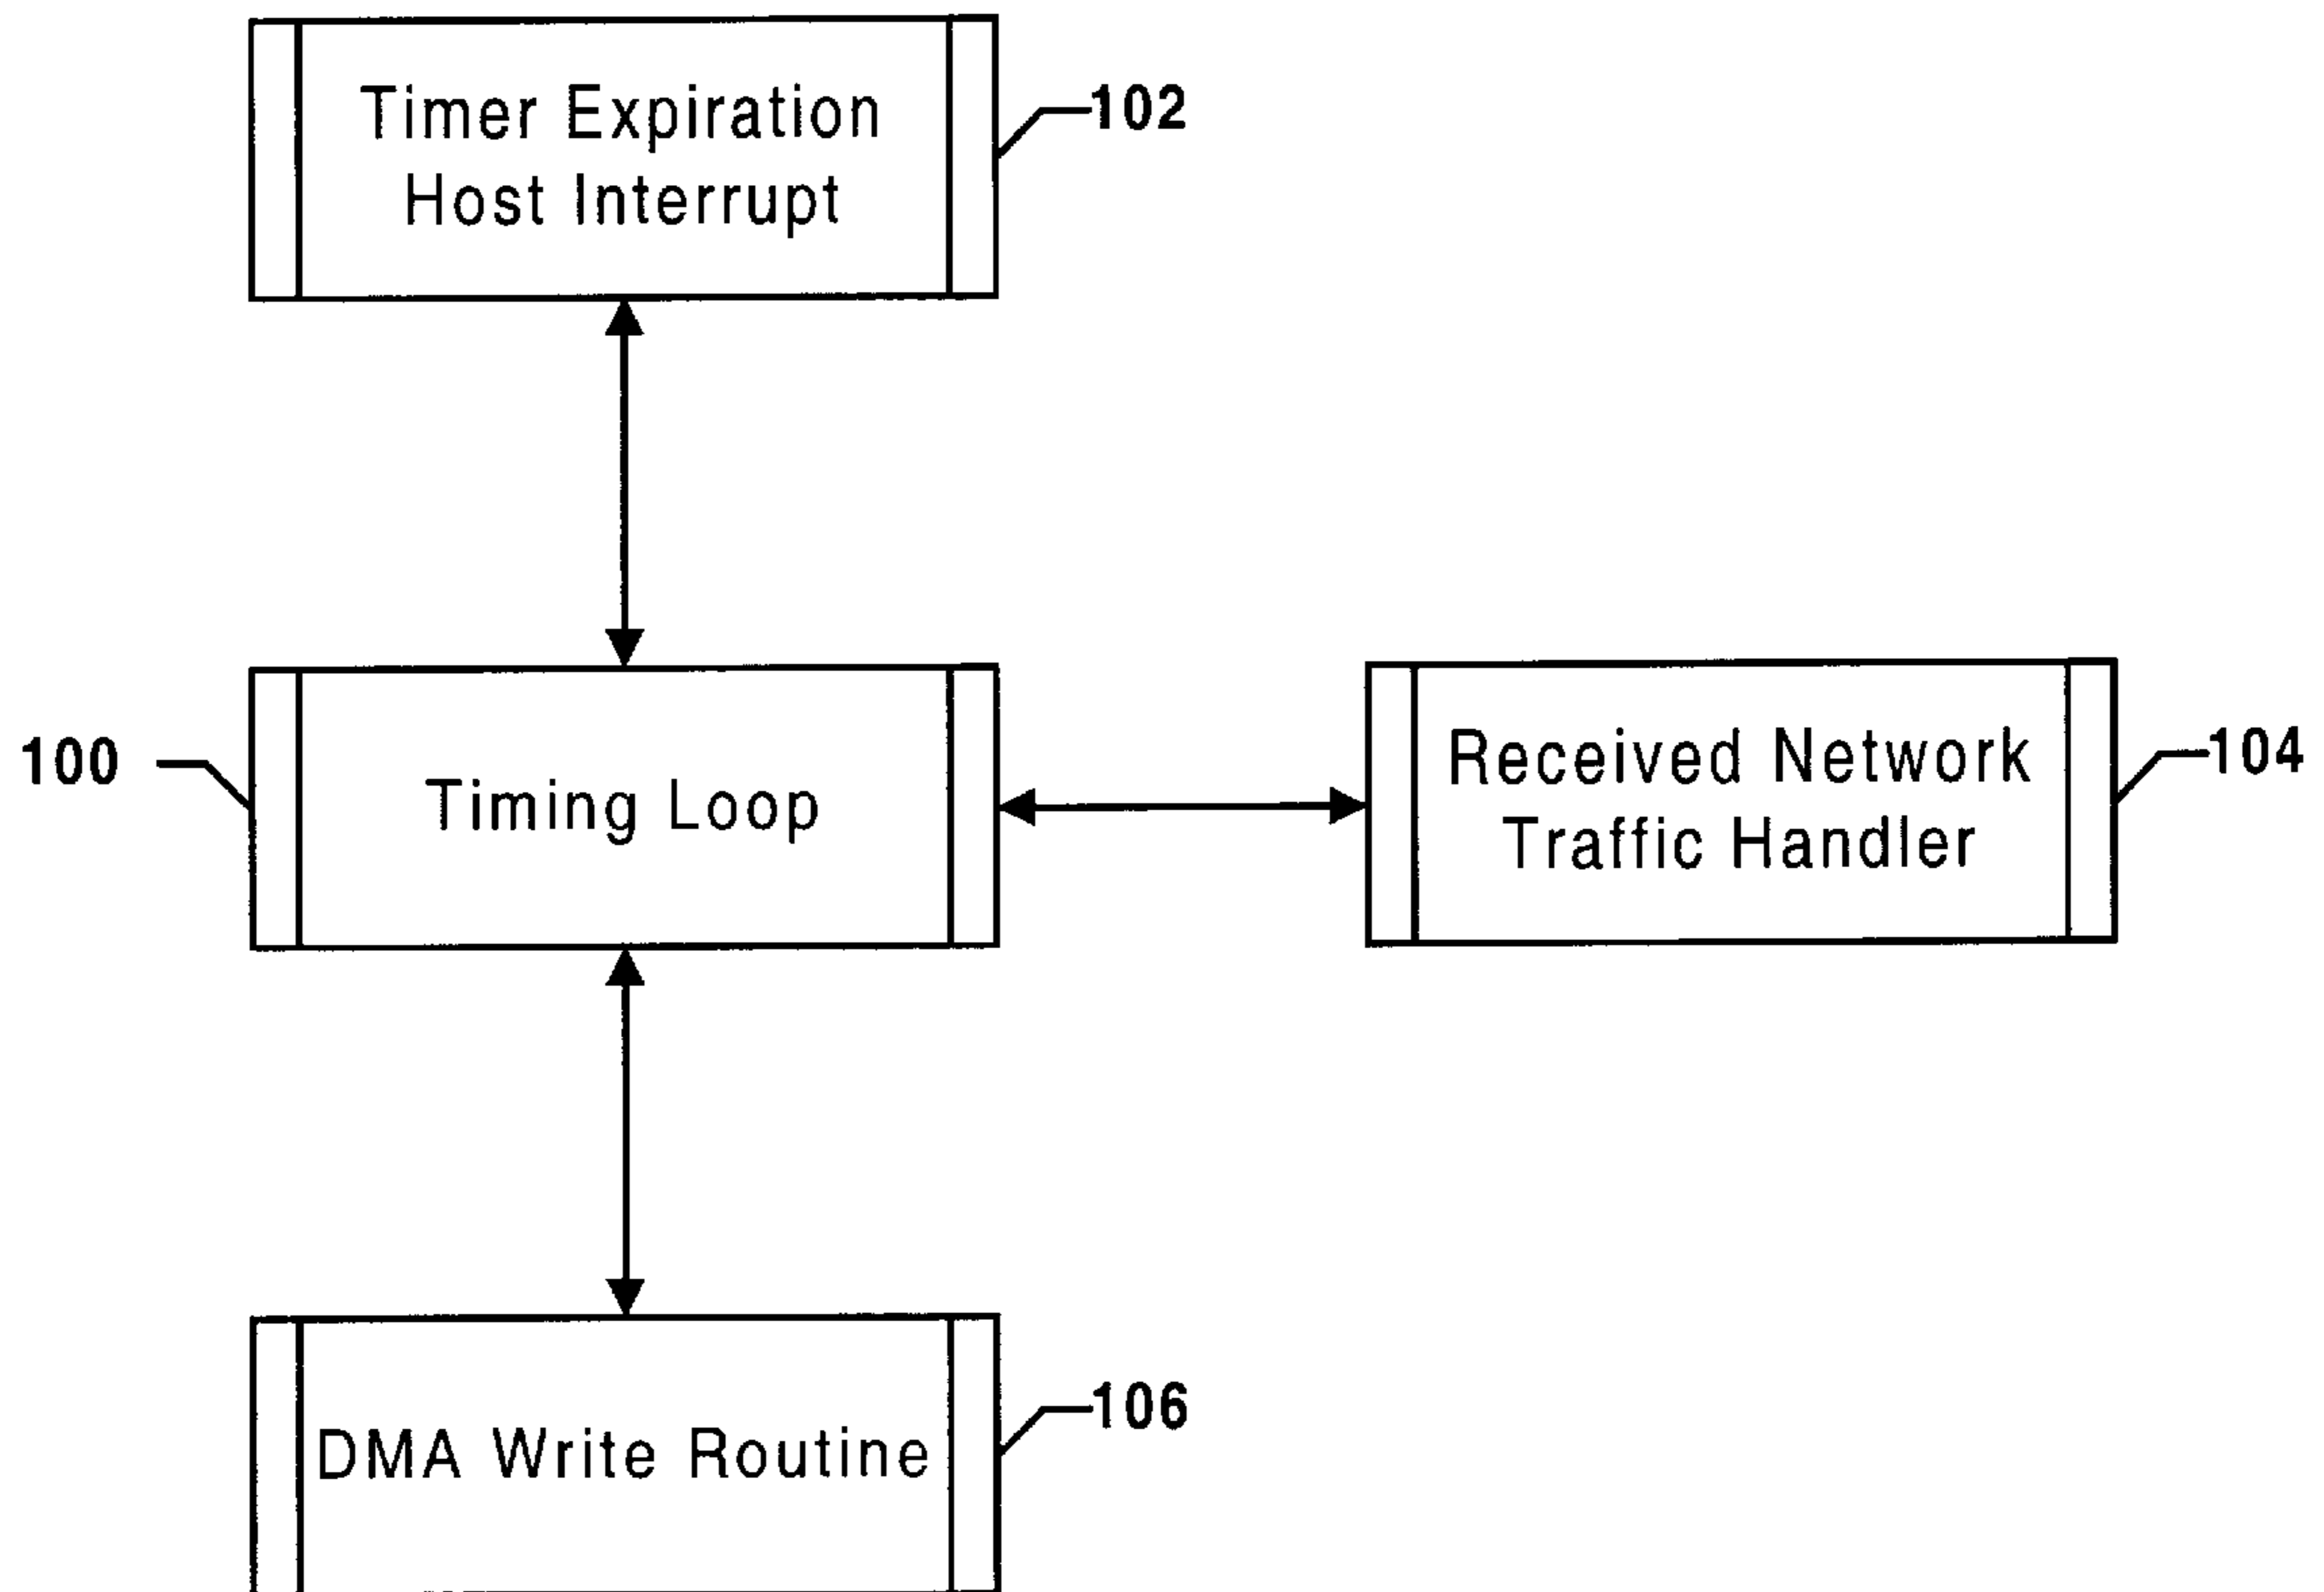 Timer Expiration
Host Interrupt
102
100
Timing Loop
Received Network
Traffic Handler
104
DMA Write Routine
106